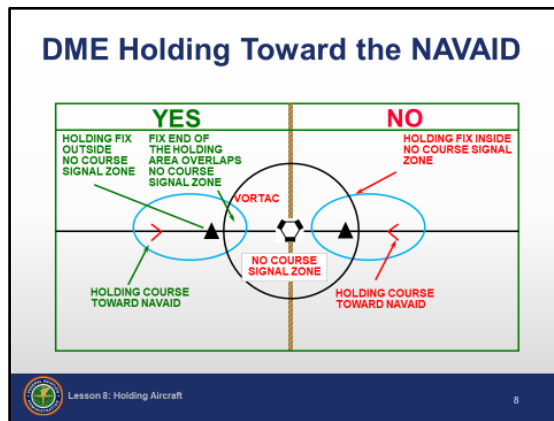 DME Holding Toward the NAVAID
YES
NO
HOLDING FIX
OUTSIDE
NO COURSE
SIGNAL ZONE
FIX END OF
THE HOLDING
AREA OVERLAPS
NO COURSE
SIGNAL ZONE
HOLDING FIX INSIDE
NO COURSE SIGNAL
ZONE
VORTAC
NO COURSE
SIGNAL ZONE
HOLDING COURSE
TOWARD NAVAID
HOLDING COURSE
TOWARD NAVAID
Lesson 8: Holding Aircraft
8